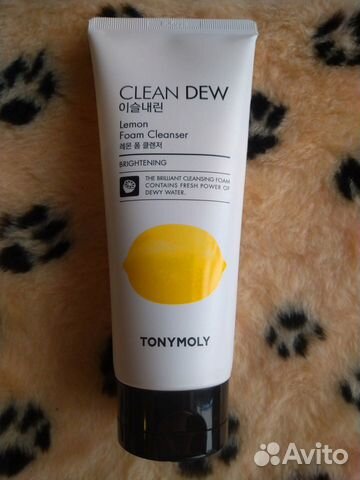 CLEAN DEW
이슬내린
Lemon
Foam Cleanser
레몬 폼 클렌저
BRIGHTENING
THE BRILLIANT CLEANSING FOAM
CONTAINS FRESH POWER OF
DEWY WATER.
TONYMOLY
Avito